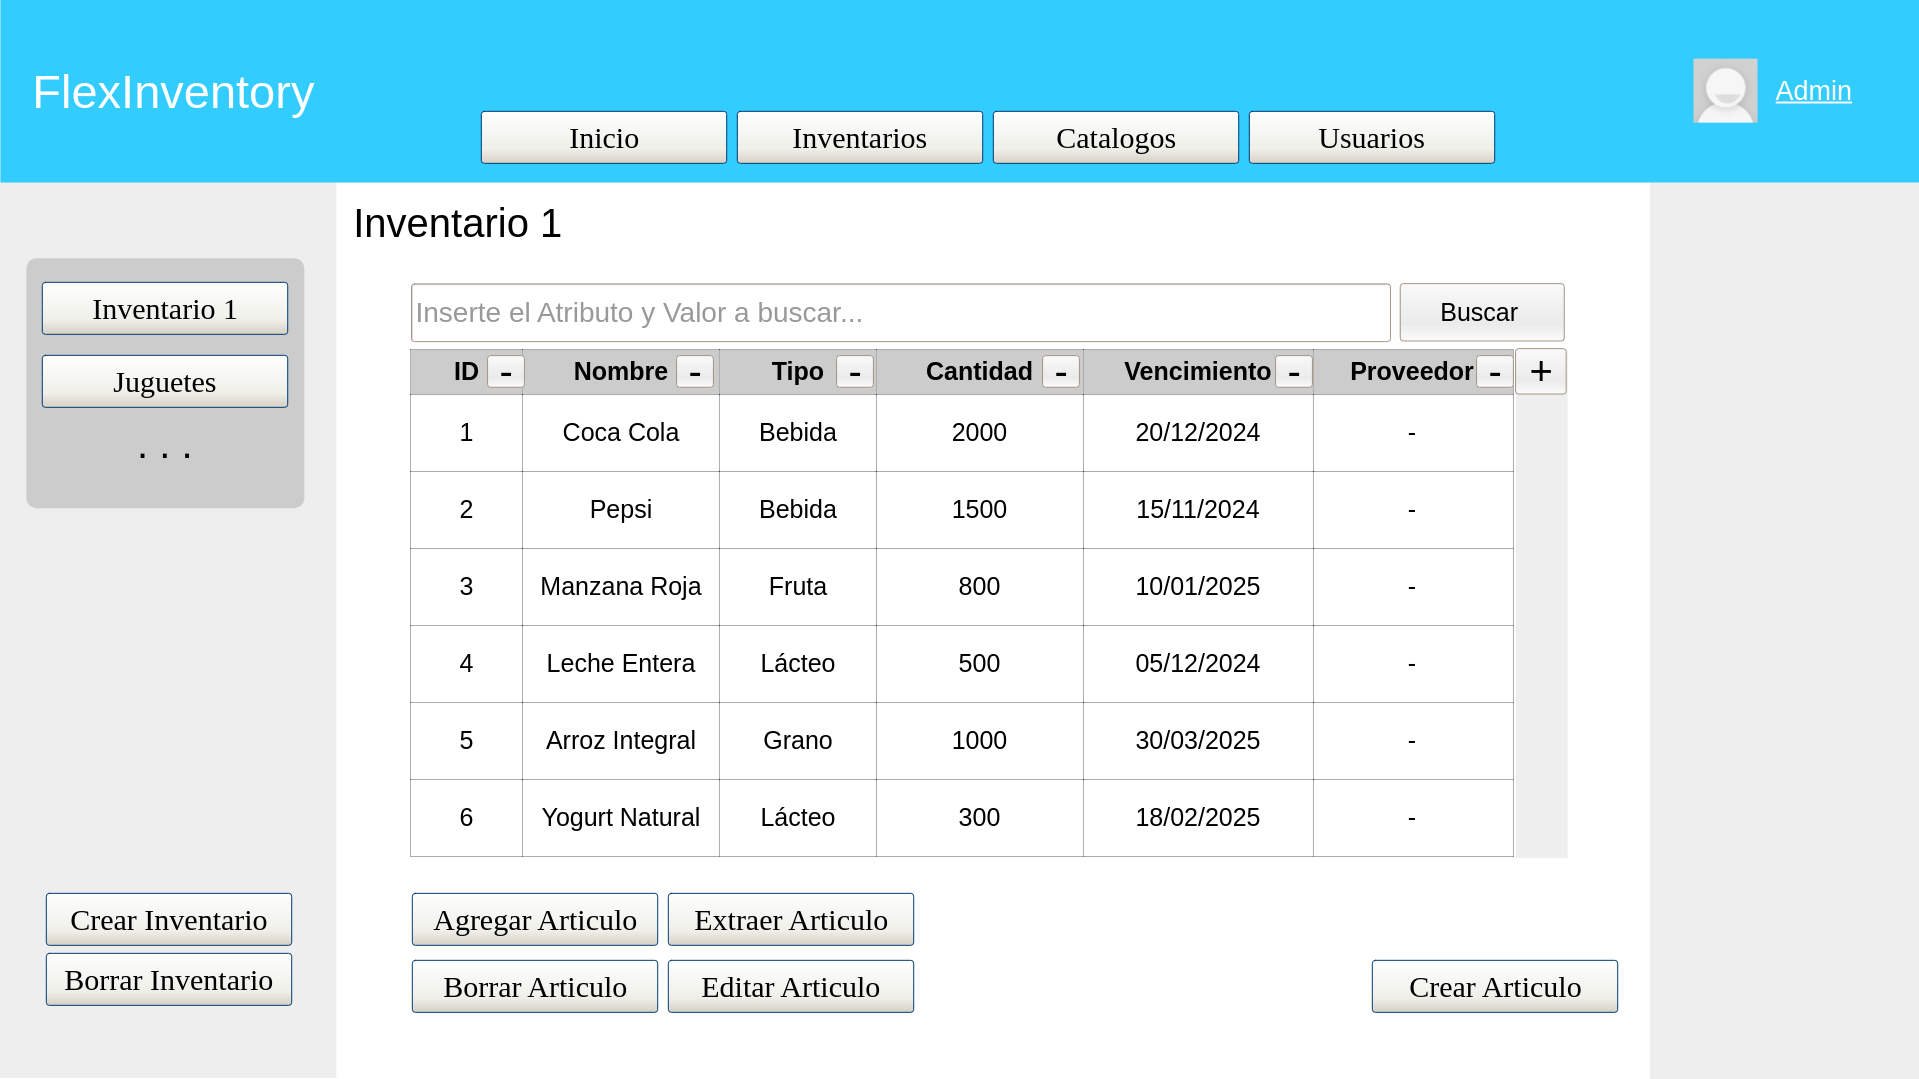 FlexInventory
Admin
Inicio Inventarios Catalogos Usuarios
Inventario 1
Inventario 1
Juguetes
. . .
Inserte el Atributo y Valor a buscar... Buscar
ID - Nombre - Tipo - Cantidad - Vencimiento - Proveedor - +
1 Coca Cola Bebida 2000 20/12/2024 -
2 Pepsi Bebida 1500 15/11/2024 -
3 Manzana Roja Fruta 800 10/01/2025 -
4 Leche Entera Lácteo 500 05/12/2024 -
5 Arroz Integral Grano 1000 30/03/2025 -
6 Yogurt Natural Lácteo 300 18/02/2025 -
Crear Inventario
Borrar Inventario
Agregar Articulo Extraer Articulo
Borrar Articulo Editar Articulo Crear Articulo